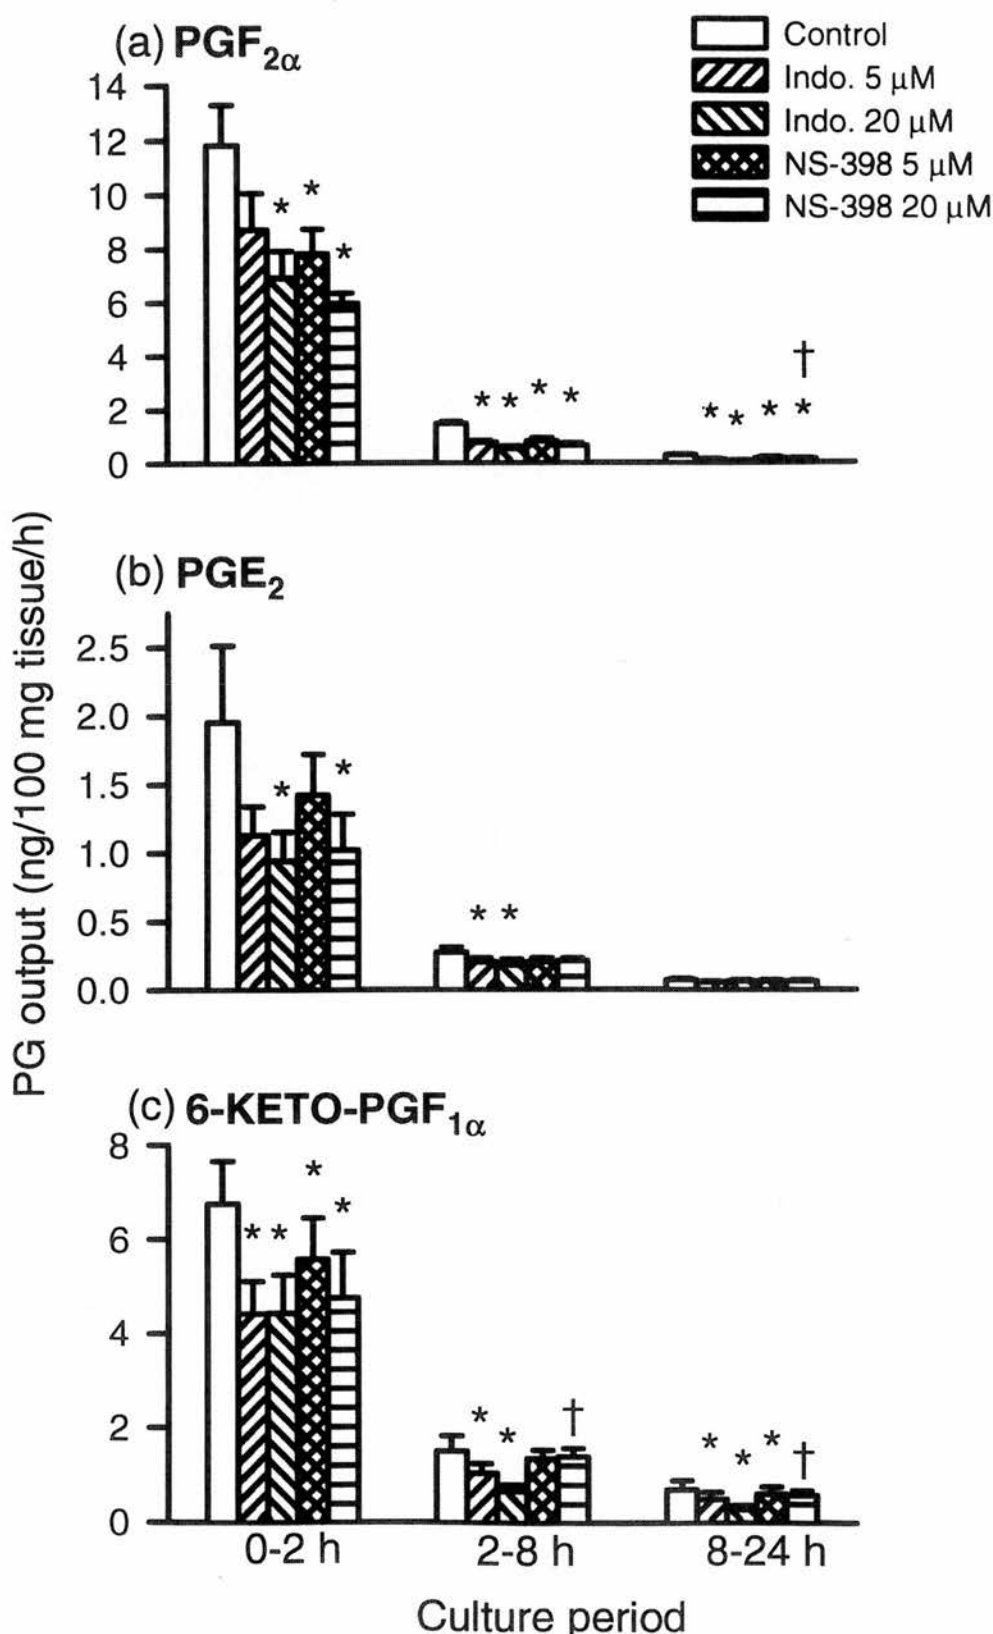 (a) PGF2α
Control
Indo. 5 μM
Indo. 20 μM
NS-398 5 μM
NS-398 20 μM
14
12
10
8
6
4
2
0
* * *
* * * *
†
* * * *
PG output (ng/100 mg tissue/h)
(b) PGE2
2.5
2.0
1.5
1.0
0.5
0.0
* *
* *
(c) 6-KETO-PGF1α
8
6
4
2
0
* * * *
* * †
* * * †
0-2 h 2-8 h 8-24 h
Culture period